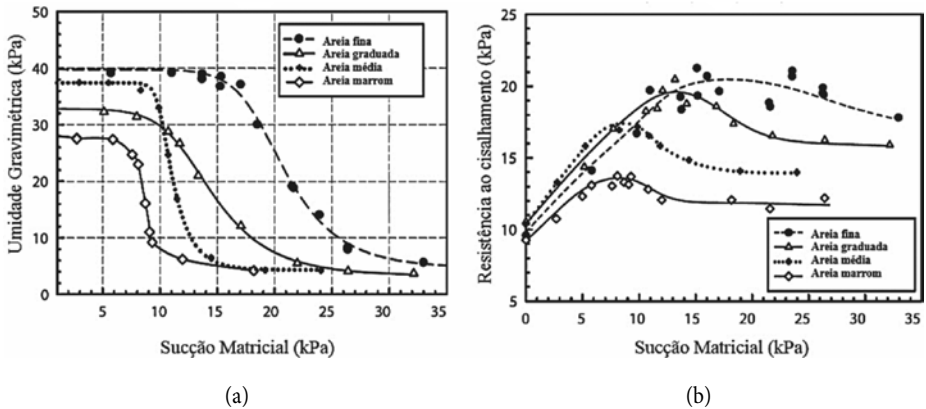 Umidade Gravimétrica (kPa)
50
40
30
20
10
0
5 10 15 20 25 30
Sucção Matricial (kPa)
Areia fina
Areia graduada
Areia média
Areia marrom
(a)
Resistência ao cisalhamento (kPa)
25
20
15
10
5
0 5 10 15 20 25 30 35
Sucção Matricial (kPa)
Areia fina
Areia graduada
Areia média
Areia marrom
(b)